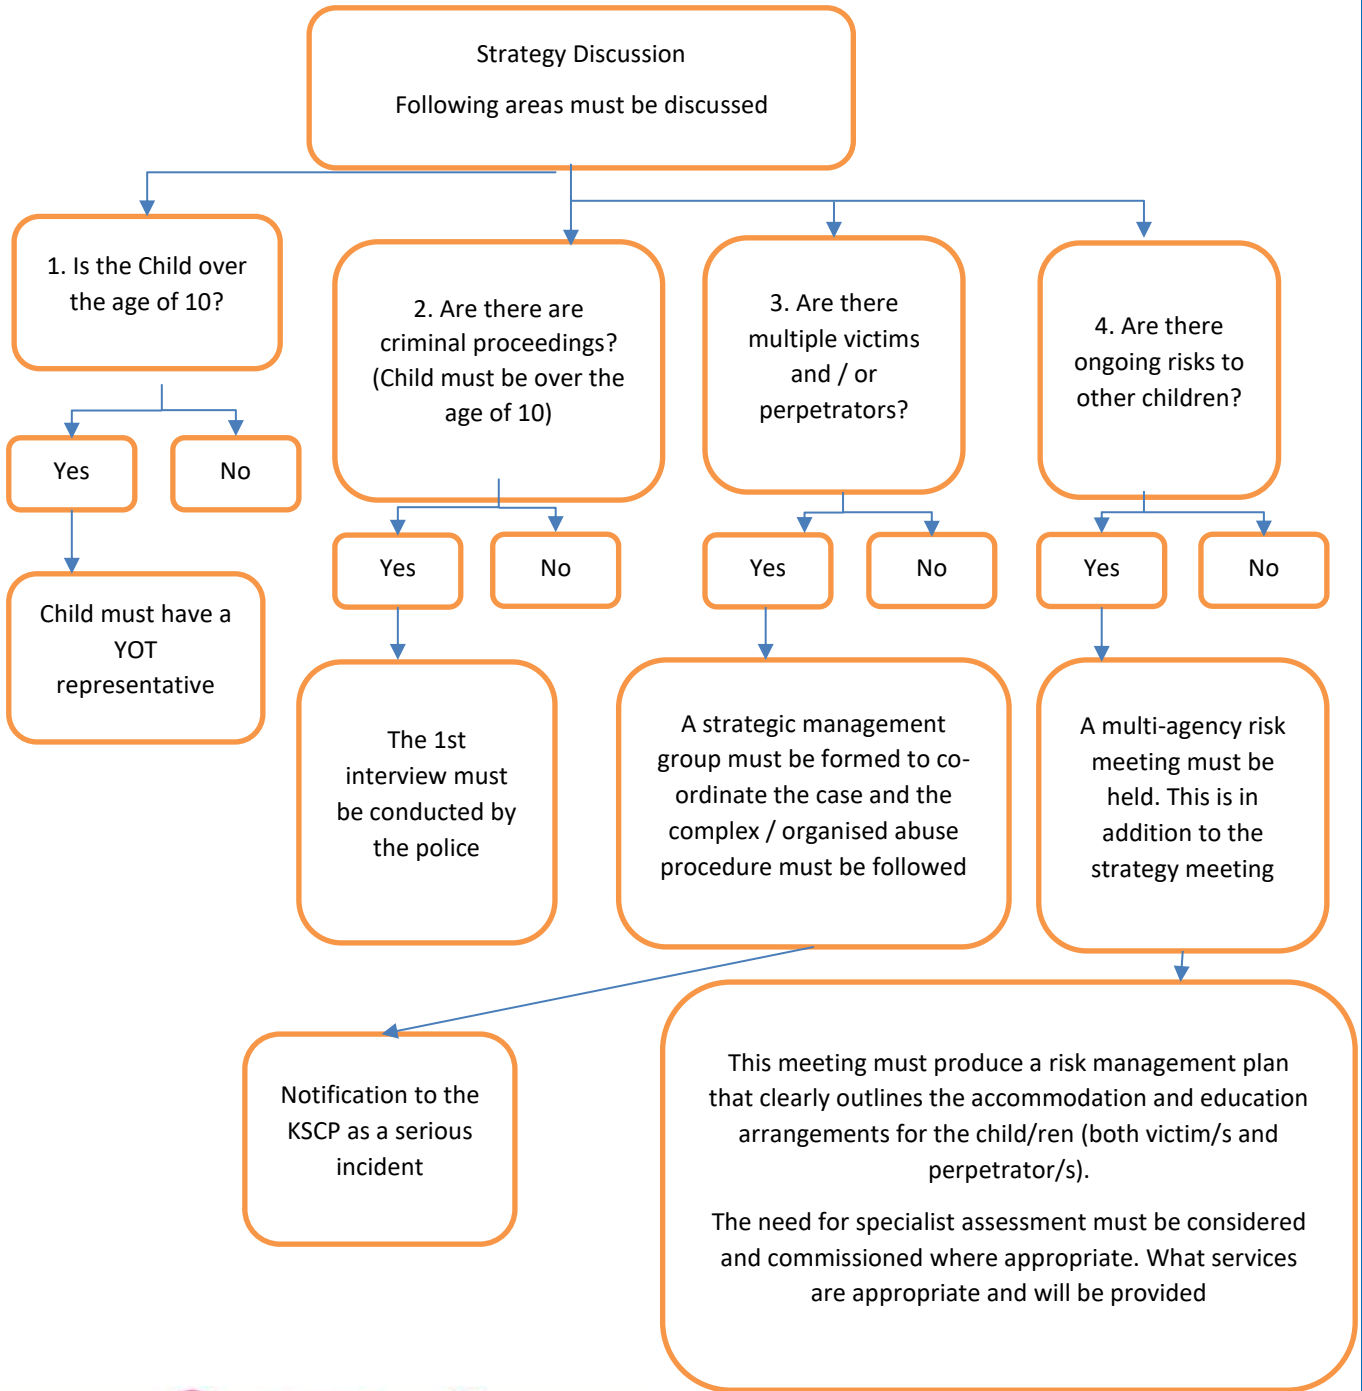 Strategy Discussion
Following areas must be discussed
1. Is the Child over
the age of 10?
Yes
No
Child must have a
YOT
representative
2. Are there are
criminal proceedings?
(Child must be over the
age of 10)
Yes
No
The 1st
interview must
be conducted by
the police
3. Are there
multiple victims
and / or
perpetrators?
Yes
No
A strategic management
group must be formed to co-
ordinate the case and the
complex / organised abuse
procedure must be followed
Notification to the
KSCP as a serious
incident
4. Are there
ongoing risks to
other children?
Yes
No
A multi-agency risk
meeting must be
held. This is in
addition to the
strategy meeting
This meeting must produce a risk management plan
that clearly outlines the accommodation and education
arrangements for the child/ren (both victim/s and
perpetrator/s).
The need for specialist assessment must be considered
and commissioned where appropriate. What services
are appropriate and will be provided